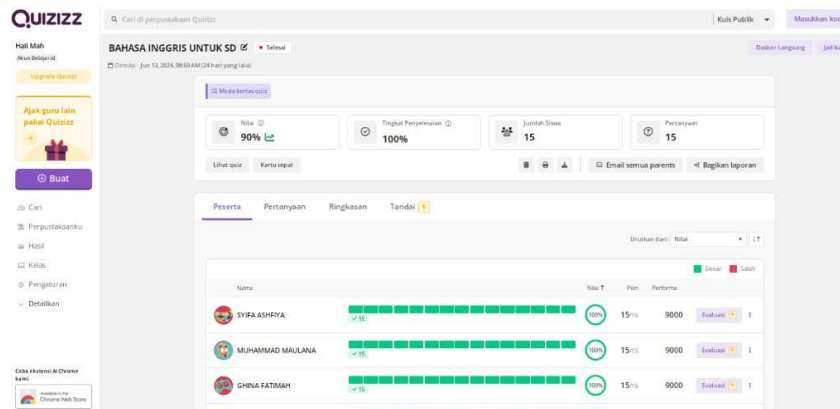 QUIZIZZ
Cari di perpustakaan Quizizz
Kuis Publik
Masukkan kod
Hali Mah
Akun Belajar.id
Upgrade Quizizz
Ajak guru lain
pakai Quizizz
Buat
Cari
Perpustakaanku
Hasil
Kelas
Pengaturan
Detailkan
Coba ekstensi AI Chrome
kami
Available in the
Chrome Web Store
BAHASA INGGRIS UNTUK SD
Selesai
Dasbor Langsung
Jadika
Dimulai : Jun 13, 2024, 08:50 AM (24 hari yang lalu)
Mode kertas quiz
Nilai
90%
Tingkat Penyelesaian
100%
Jumlah Siswa
15
Pertanyaan
15
Lihat quiz
Kartu cepat
Email semua parents
Bagikan laporan
Peserta
Pertanyaan
Ringkasan
Tandai
Urutkan dari: Nilai
Benar
Salah
Nama
Nilai
Poin
Performa
SYIFA ASHFIYA
15
100%
15/15
9000
Evaluasi
MUHAMMAD MAULANA
15
100%
15/15
9000
Evaluasi
GHINA FATIMAH
15
100%
15/15
9000
Evaluasi